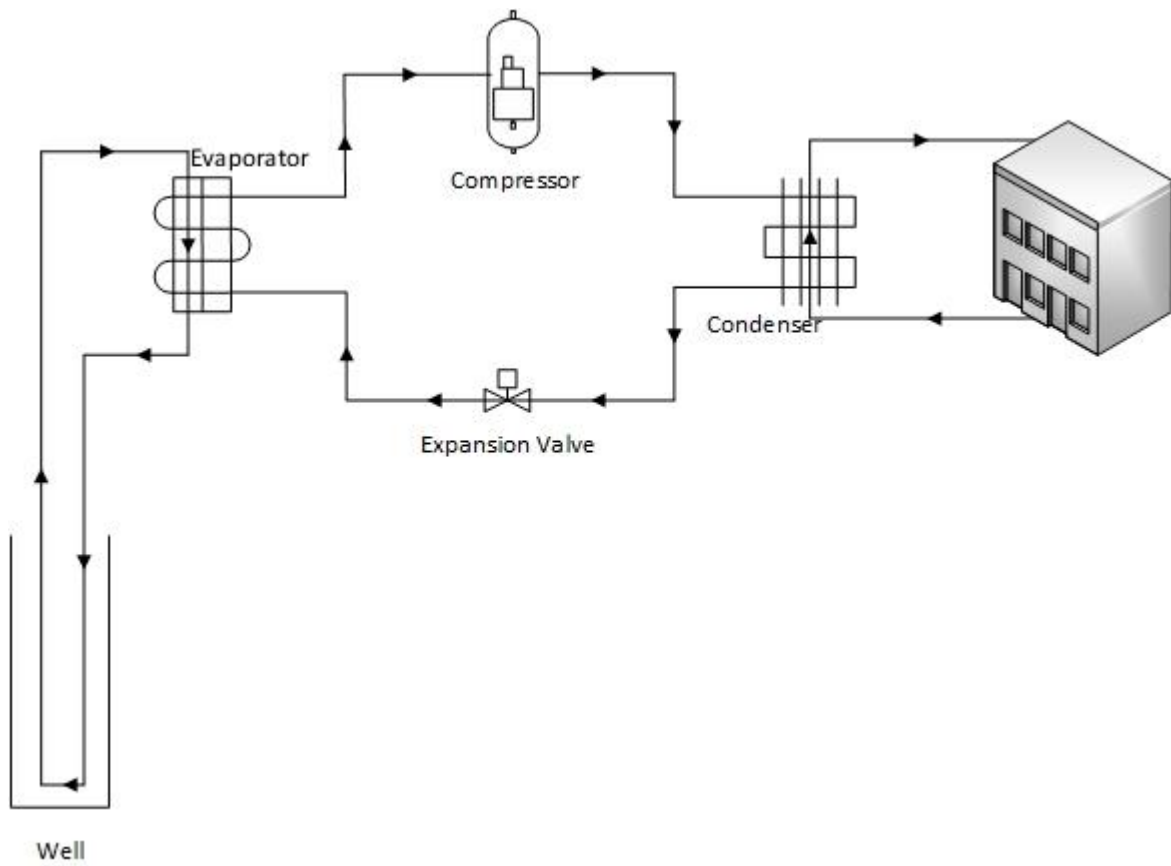 Evaporator
Compressor
Condenser
Expansion Valve
Well